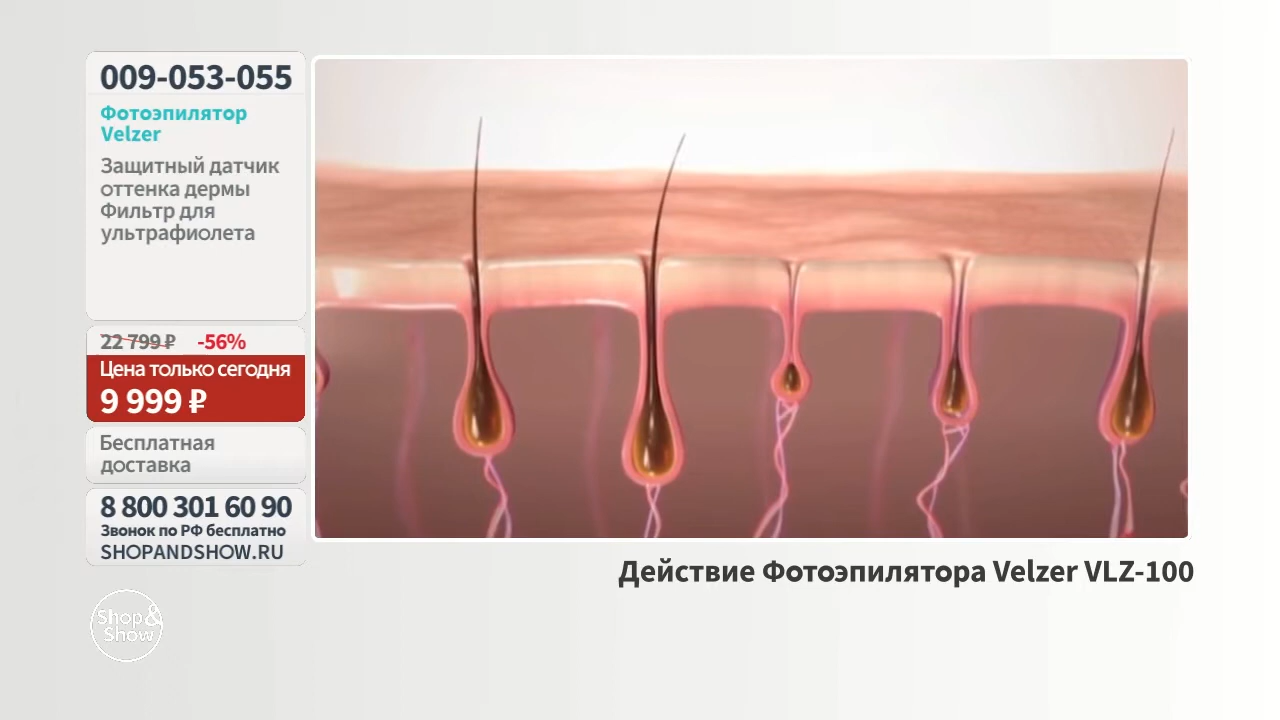 009-053-055
Фотоэпилятор
Velzer
Защитный датчик
оттенка дермы
Фильтр для
ультрафиолета
22 799 ₽ -56%
Цена только сегодня
9 999 ₽
Бесплатная
доставка
8 800 301 60 90
Звонок по РФ бесплатно
SHOPANDSHOW.RU
Действие Фотоэпилятора Velzer VLZ-100
Shop&
Show